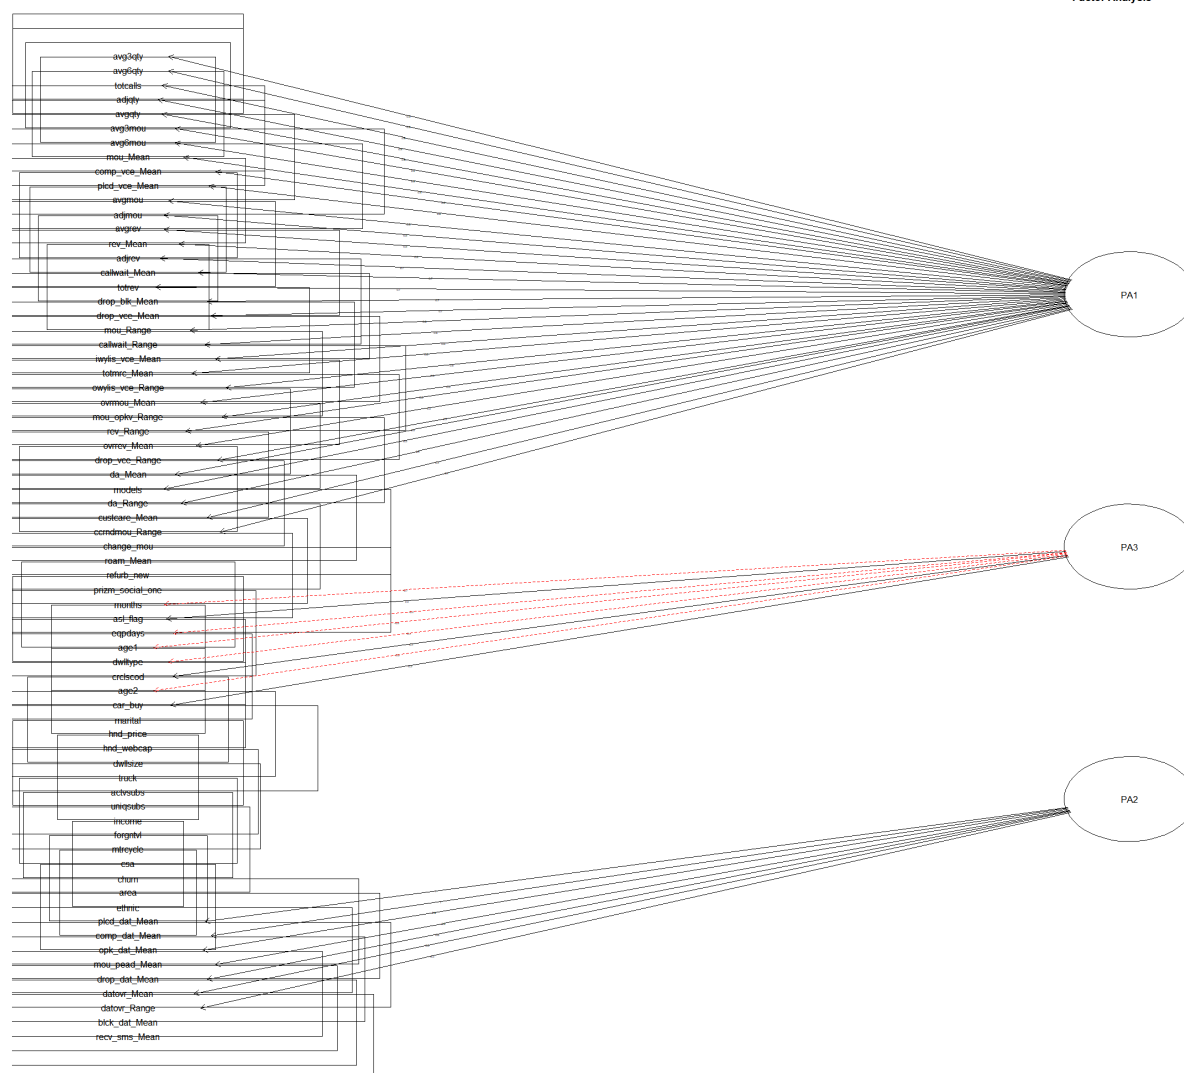 Factor Analysis
avg3qty
avg6qty
totcalls
adjqty
avgqty
avg3mou
avg6mou
mou_Mean
comp_vce_Mean
plcd_vce_Mean
avgmou
adjmou
avgrev
rev_Mean
adjrev
callwait_Mean
totrev
drop_blk_Mean
drop_vce_Mean
mou_Range
callwait_Range
iwylis_vce_Mean
totmrc_Mean
owylis_vce_Range
ovrmou_Mean
mou_opkv_Range
rev_Range
ovrrev_Mean
drop_vce_Range
da_Mean
models
da_Range
custcare_Mean
ccrndmou_Range
change_mou
roam_Mean
refurb_new
prizm_social_one
months
asl_flag
eqpdays
age1
dwlltype
crclscod
age2
car_buy
marital
hnd_price
hnd_webcap
dwllsize
truck
actvsubs
uniqsubs
income
forgntvl
mtrcycle
csa
churn
area
ethnic
plcd_dat_Mean
comp_dat_Mean
opk_dat_Mean
mou_pead_Mean
drop_dat_Mean
datovr_Mean
datovr_Range
blck_dat_Mean
recv_sms_Mean
PA1
PA3
PA2